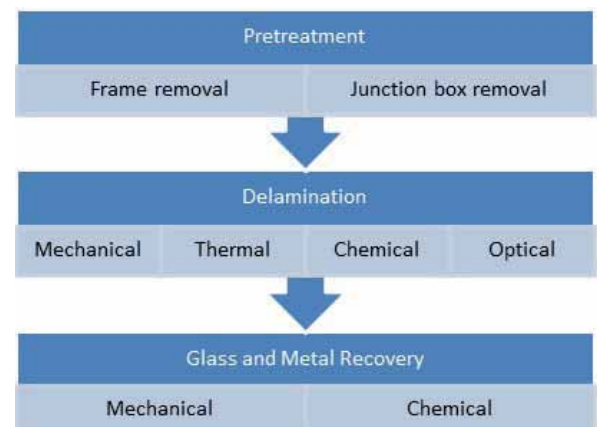 Pretreatment
Frame removal Junction box removal
Delamination
Mechanical Thermal Chemical Optical
Glass and Metal Recovery
Mechanical Chemical